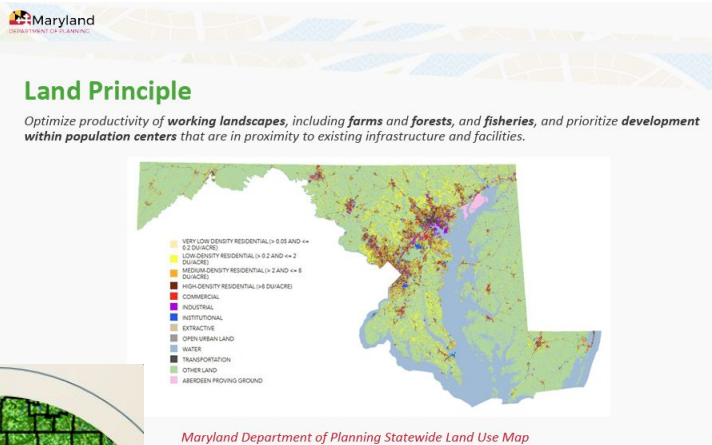 Maryland
DEPARTMENT OF PLANNING
Land Principle
Optimize productivity of working landscapes, including farms and forests, and fisheries, and prioritize development
within population centers that are in proximity to existing infrastructure and facilities.
VERY LOW DENSITY RESIDENTIAL (> 0.05 AND <=
0.2 DU/ACRE)
LOW-DENSITY RESIDENTIAL (> 0.2 AND <= 2
DU/ACRE)
MEDIUM-DENSITY RESIDENTIAL (> 2 AND <= 8
DU/ACRE)
HIGH-DENSITY RESIDENTIAL (>8 DU/ACRE)
COMMERCIAL
INDUSTRIAL
INSTITUTIONAL
EXTRACTIVE
OPEN URBAN LAND
WATER
TRANSPORTATION
OTHER LAND
ABERDEEN PROVING GROUND
Maryland Department of Planning Statewide Land Use Map